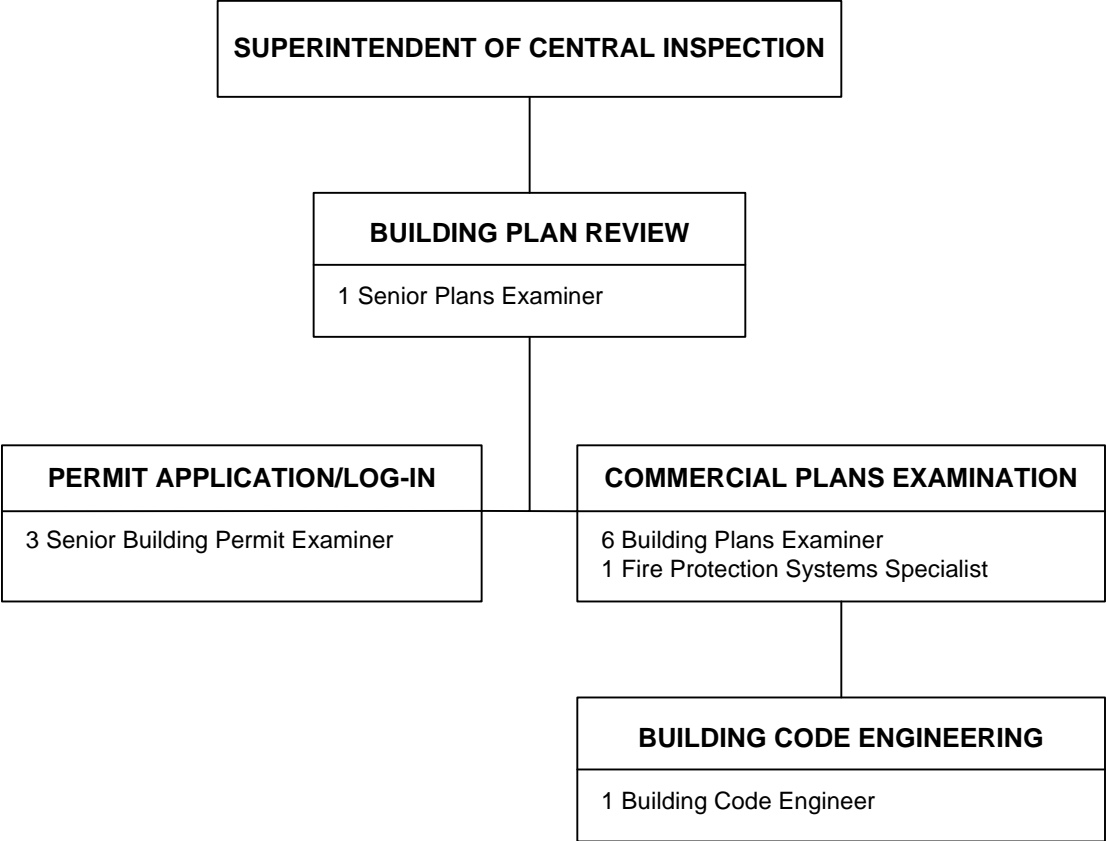 SUPERINTENDENT OF CENTRAL INSPECTION
BUILDING PLAN REVIEW
1 Senior Plans Examiner
PERMIT APPLICATION/LOG-IN
3 Senior Building Permit Examiner
COMMERCIAL PLANS EXAMINATION
6 Building Plans Examiner
1 Fire Protection Systems Specialist
BUILDING CODE ENGINEERING
1 Building Code Engineer